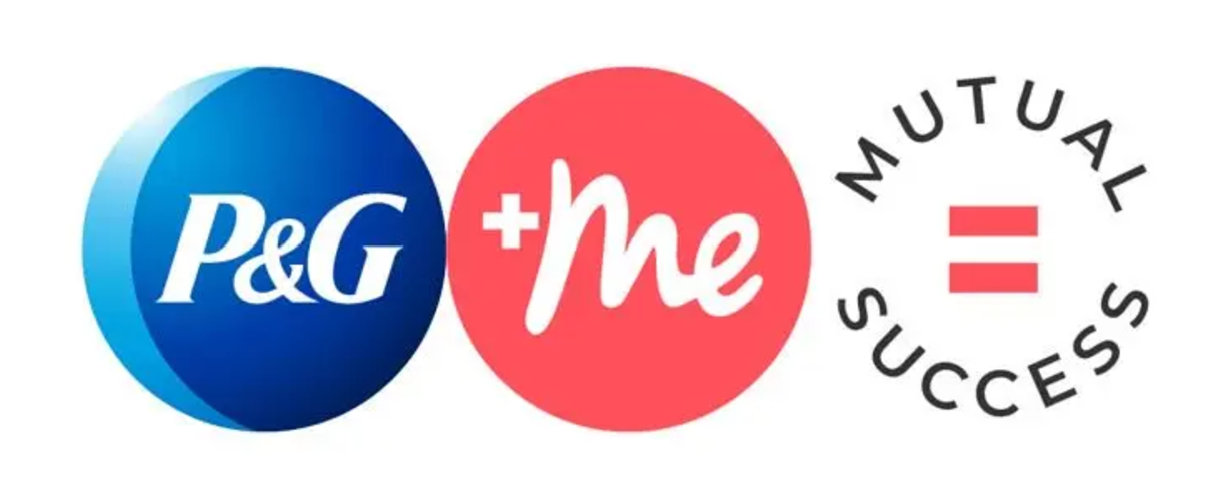 P&G
+me
MUTUAL
=
SUCCESS